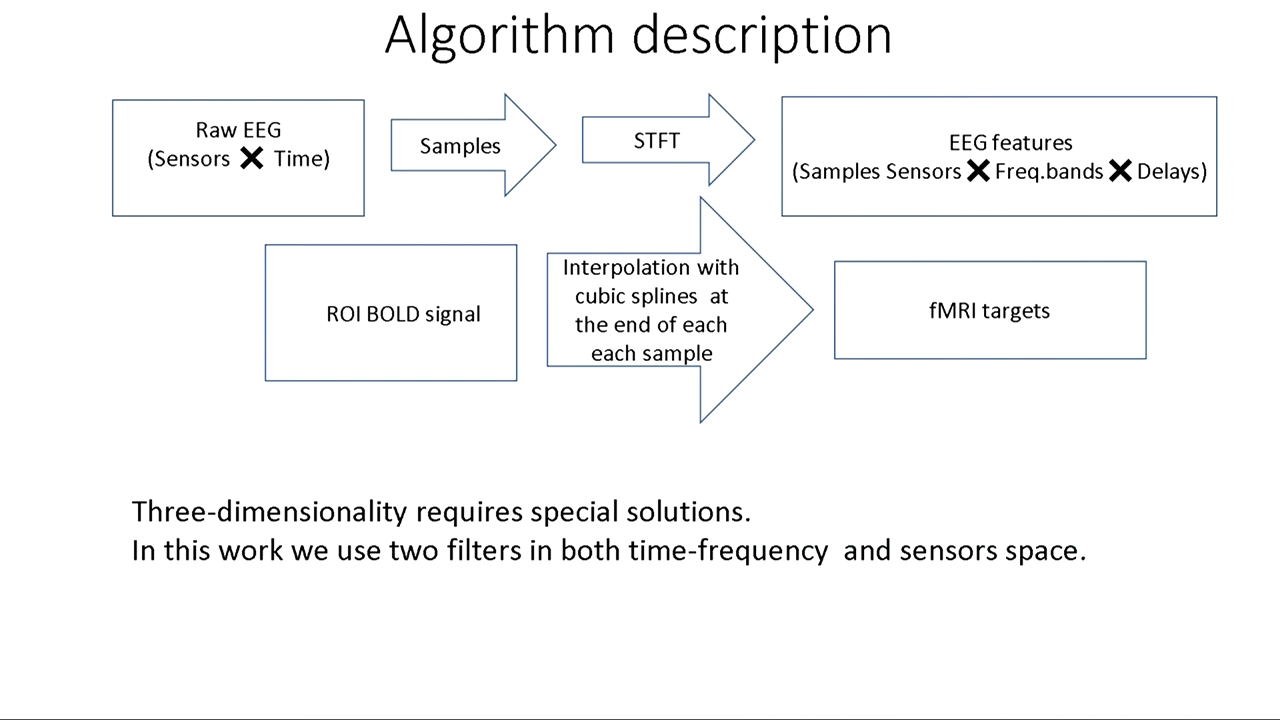 Algorithm description
Raw EEG
(Sensors ✖ Time)
Samples
STFT
EEG features
(Samples Sensors ✖ Freq.bands ✖ Delays)
ROI BOLD signal
Interpolation with
cubic splines at
the end of each
each sample
fMRI targets
Three-dimensionality requires special solutions.
In this work we use two filters in both time-frequency and sensors space.